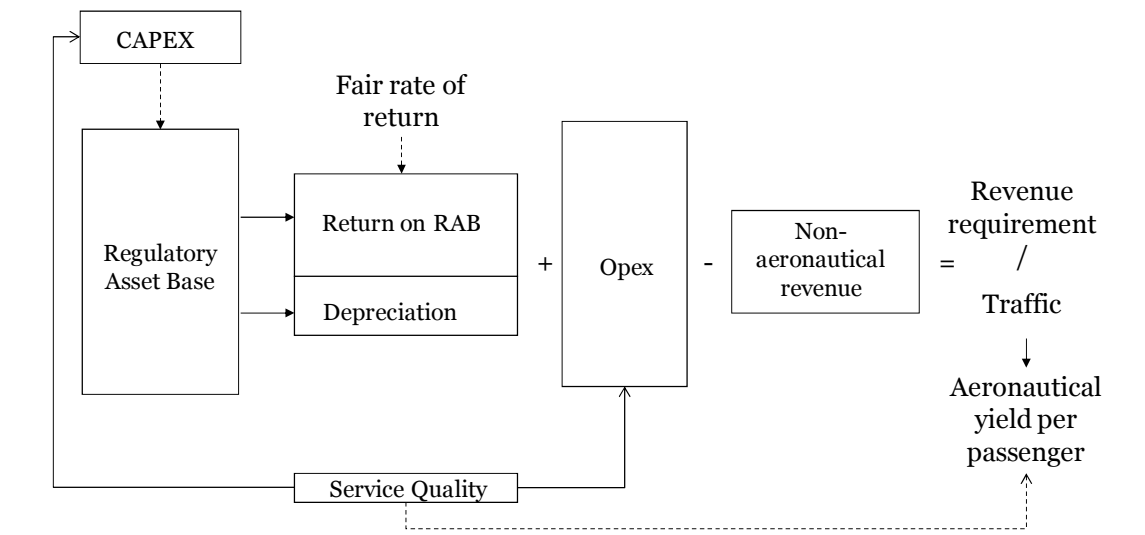 CAPEX
Fair rate of
return
Regulatory
Asset Base
Return on RAB
Depreciation
+
Opex
-
Non-
aeronautical
revenue
=
Revenue
requirement
/
Traffic
Aeronautical
yield per
passenger
Service Quality